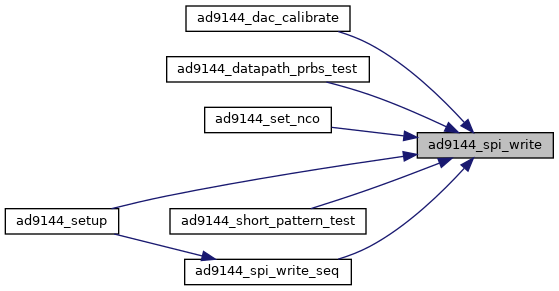 ad9144_dac_calibrate
ad9144_datapath_prbs_test
ad9144_set_nco
ad9144_spi_write
ad9144_setup
ad9144_short_pattern_test
ad9144_spi_write_seq